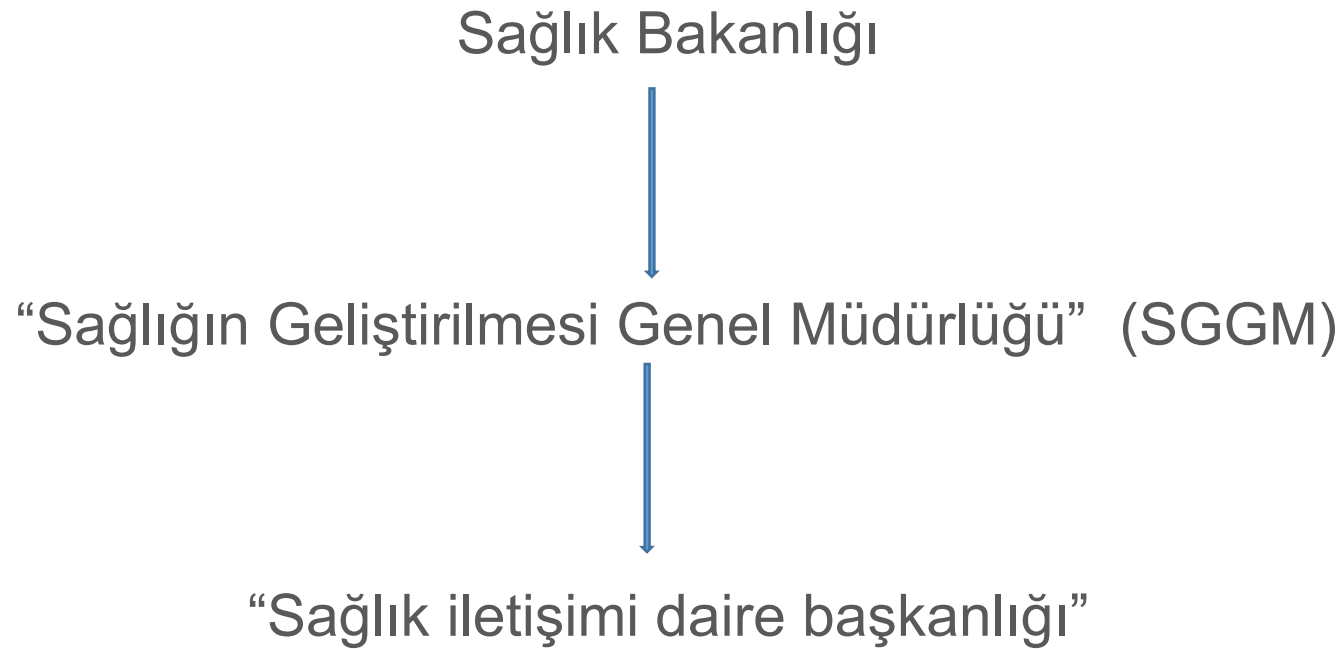 Sağlık Bakanlığı
“Sağlığın Geliştirilmesi Genel Müdürlüğü” (SGGM)
“Sağlık iletişimi daire başkanlığı”